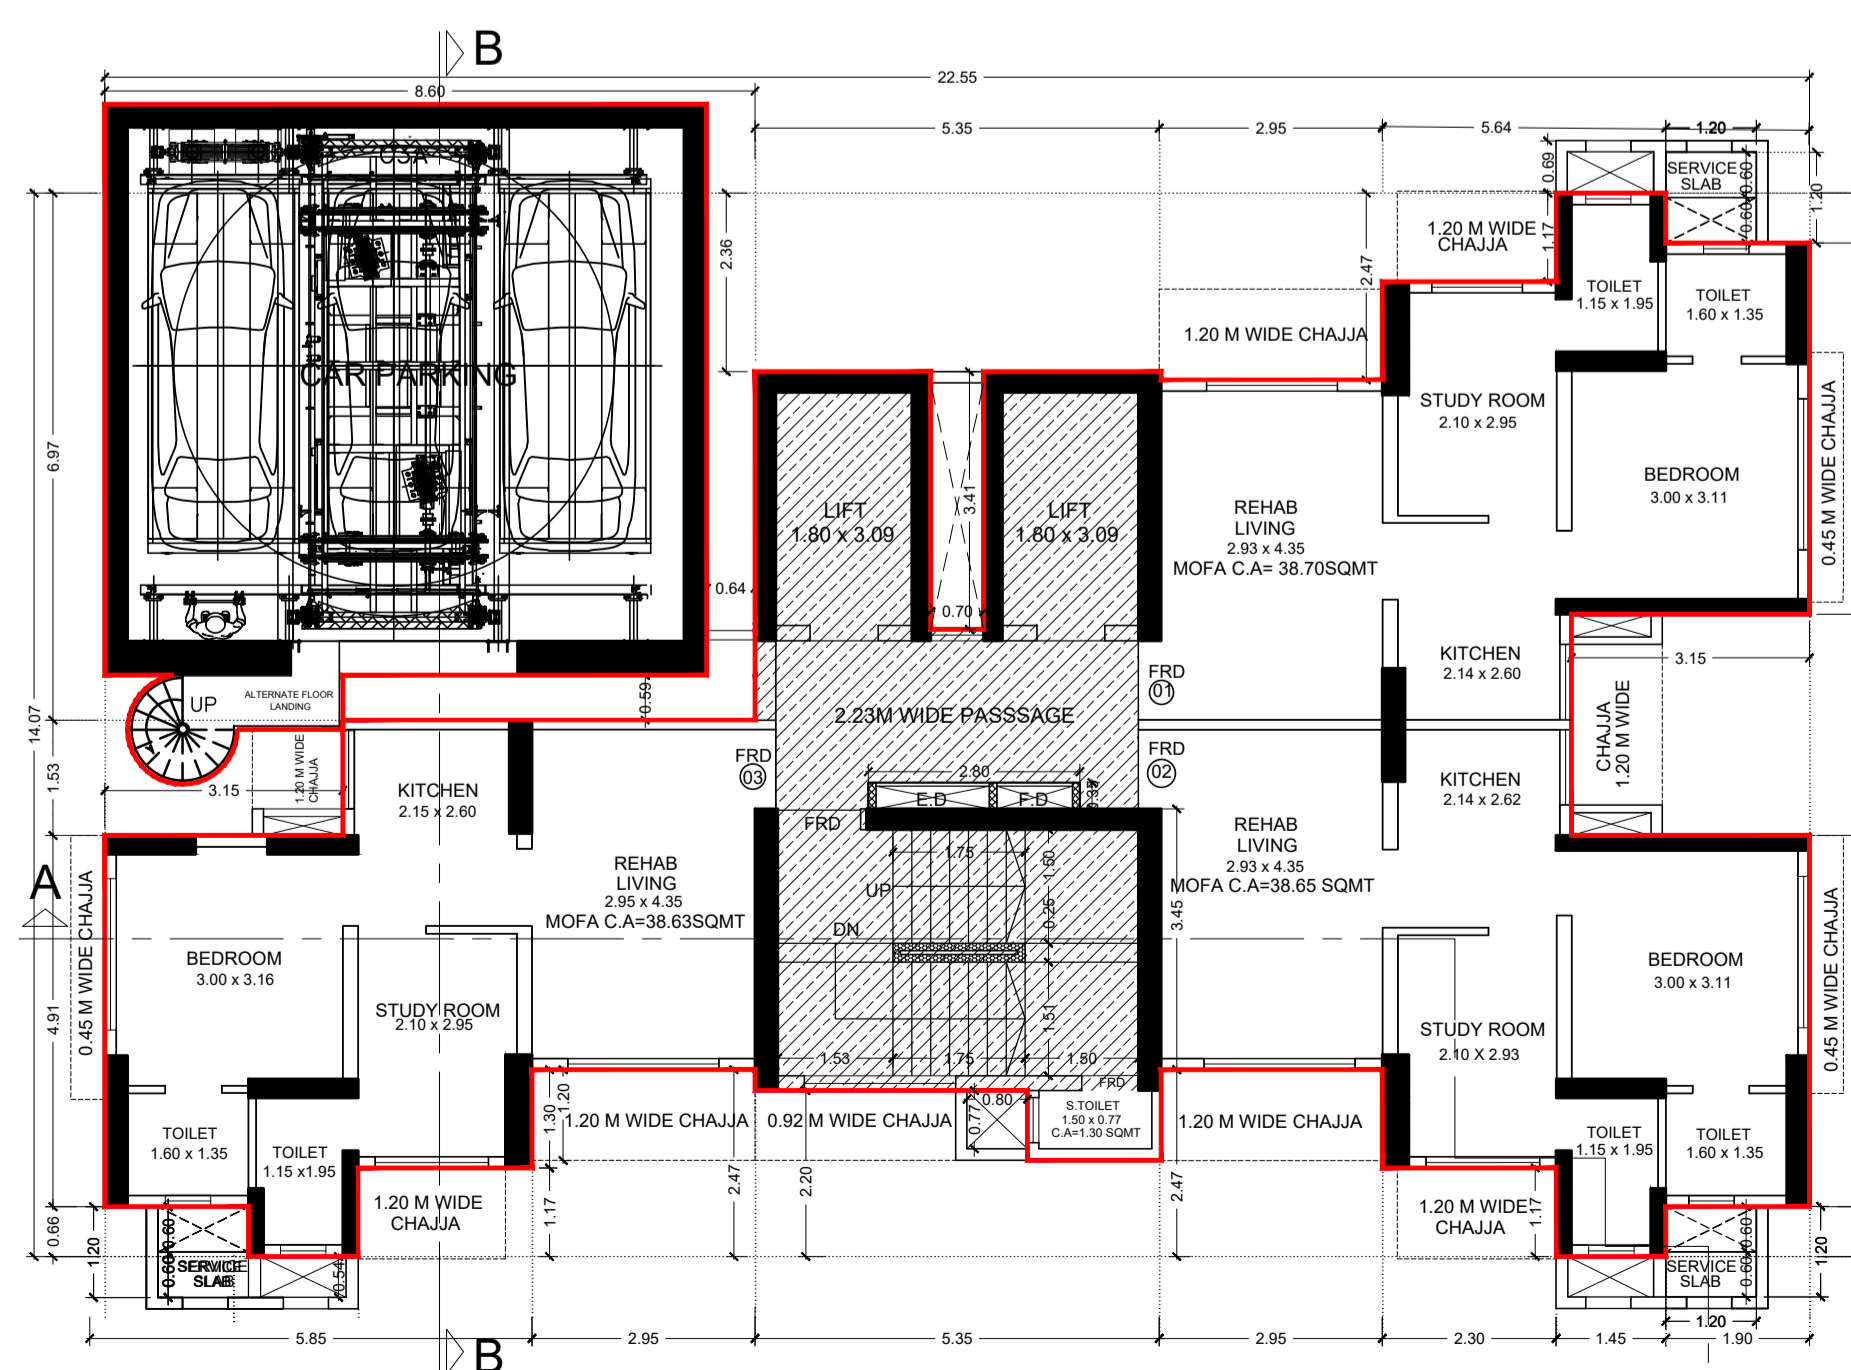 B
22.55
8.60
5.35
2.95
5.64
1.20
0.69
SERVICE
SLAB
0.60
0.60
1.20
C3A
1.20 M WIDE
CHAJJA
1.17
2.36
2.47
6.97
TOILET
1.15 x 1.95
TOILET
1.60 x 1.35
1.20 M WIDE CHAJJA
CAR PARKING
STUDY ROOM
2.10 x 2.95
0.45 M WIDE CHAJJA
BEDROOM
3.00 x 3.11
LIFT
1.80 x 3.09
3.41
LIFT
1.80 x 3.09
REHAB
LIVING
2.93 x 4.35
MOFA C.A= 38.70SQMT
0.64
0.70
KITCHEN
2.14 x 2.60
3.15
FRD
01
UP
ALTERNATE FLOOR
LANDING
0.59
2.23M WIDE PASSSAGE
CHAJJA
1.20 M WIDE
14.07
1.53
3.15
1.20 M WIDE
CHAJJA
KITCHEN
2.15 x 2.60
FRD
03
FRD
02
2.80
E.D
F.D
KITCHEN
2.14 x 2.62
FRD
A
0.45 M WIDE CHAJJA
REHAB
LIVING
2.95 x 4.35
MOFA C.A=38.63SQMT
1.75
1.50
UP
0.25
DN
3.45
REHAB
LIVING
2.93 x 4.35
MOFA C.A=38.65 SQMT
0.45 M WIDE CHAJJA
BEDROOM
3.00 x 3.16
BEDROOM
3.00 x 3.11
4.91
STUDY ROOM
2.10 x 2.95
1.51
STUDY ROOM
2.10 X 2.93
1.53
1.75
1.50
FRD
1.30
1.20
1.20 M WIDE CHAJJA
0.92 M WIDE CHAJJA
0.77
0.80
S.TOILET
1.50 x 0.77
C.A=1.30 SQMT
1.20 M WIDE CHAJJA
TOILET
1.60 x 1.35
TOILET
1.15 x1.95
TOILET
1.15 x 1.95
TOILET
1.60 x 1.35
2.47
2.20
2.47
0.66
1.20
0.60
0.60
SERVICE
SLAB
0.54
1.20 M WIDE
CHAJJA
1.17
1.20 M WIDE
CHAJJA
1.17
SERVICE
SLAB
0.60
0.60
1.20
1.20
5.85
2.95
5.35
2.95
2.30
1.45
1.90
B